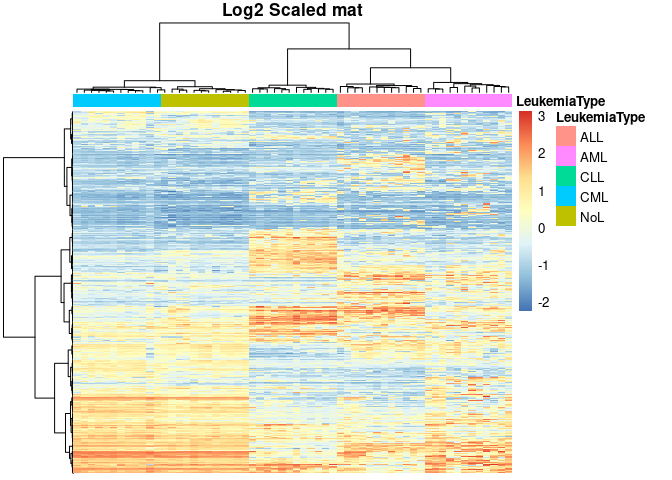 Log2 Scaled mat
LeukemiaType
3
2
1
0
-1
-2
LeukemiaType
ALL
AML
CLL
CML
NoL